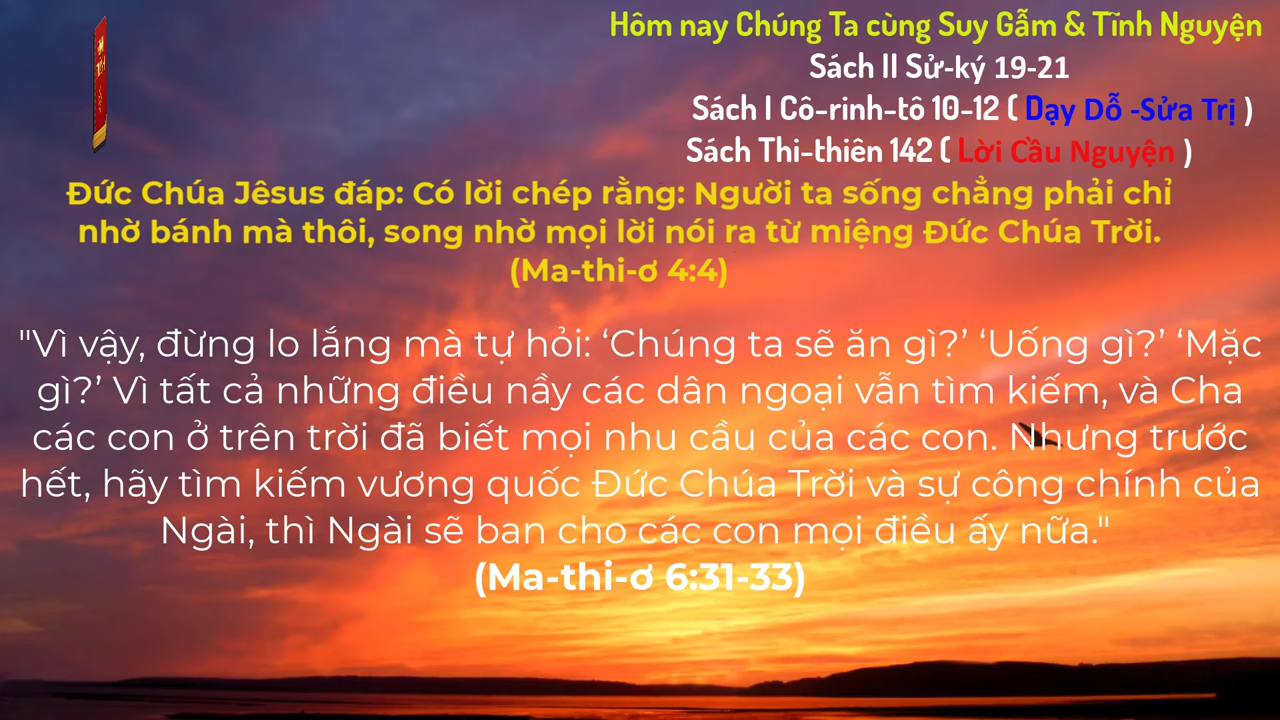 Hôm nay Chúng Ta cùng Suy Gẫm & Tĩnh Nguyện
Sách II Sử-ký 19-21
Sách I Cô-rinh-tô 10-12 ( Dạy Dỗ -Sửa Trị )
Sách Thi-thiên 142 ( Lời Cầu Nguyện )
Đức Chúa Jêsus đáp: Có lời chép rằng: Người ta sống chẳng phải chỉ
nhờ bánh mà thôi, song nhờ mọi lời nói ra từ miệng Đức Chúa Trời.
(Ma-thi-ơ 4:4)
"Vì vậy, đừng lo lắng mà tự hỏi: ‘Chúng ta sẽ ăn gì?’ ‘Uống gì?’ ‘Mặc
gì?’ Vì tất cả những điều nầy các dân ngoại vẫn tìm kiếm, và Cha
các con ở trên trời đã biết mọi nhu cầu của các con. Nhưng trước
hết, hãy tìm kiếm vương quốc Đức Chúa Trời và sự công chính của
Ngài, thì Ngài sẽ ban cho các con mọi điều ấy nữa."
(Ma-thi-ơ 6:31-33)